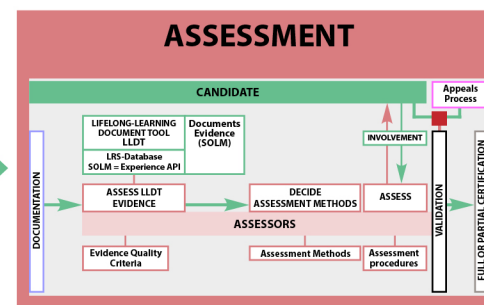 ASSESSMENT
CANDIDATE
Appeals
Process
LIFELONG-LEARNING
DOCUMENT TOOL
LLDT
Documents
Evidence
(SOLM)
LRS-Database
SOLM = Experience API
INVOLVEMENT
DOCUMENTATION
ASSESS LLDT
EVIDENCE
DECIDE
ASSESSMENT METHODS
ASSESS
VALIDATION
FULL OR PARTIAL CERTIFICATION
ASSESSORS
Evidence Quality
Criteria
Assessment Methods
Assessment
procedures